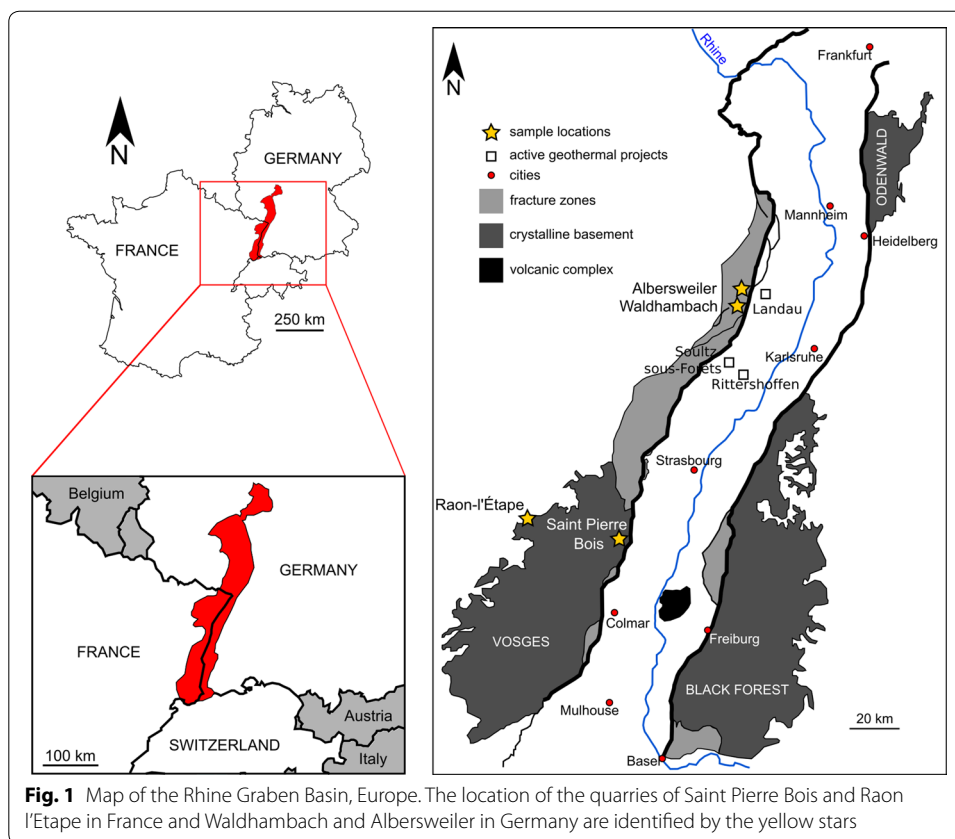 N
GERMANY
FRANCE
250 km
Belgium
GERMANY
FRANCE
Austria
SWITZERLAND
Italy
100 km
N
Rhine
Frankfurt
sample locations
active geothermal projects
cities
fracture zones
crystalline basement
volcanic complex
ODENWALD
Mannheim
Heidelberg
Albersweiler
Waldhambach
Landau
Soultz
sous-Forêts
Karlsruhe
Rittershoffen
Strasbourg
Raon-l'Étape
Saint Pierre
Bois
Colmar
VOSGES
Freiburg
BLACK FOREST
Mulhouse
20 km
Basel
Fig. 1 Map of the Rhine Graben Basin, Europe. The location of the quarries of Saint Pierre Bois and Raon
l'Etape in France and Waldhambach and Albersweiler in Germany are identified by the yellow stars